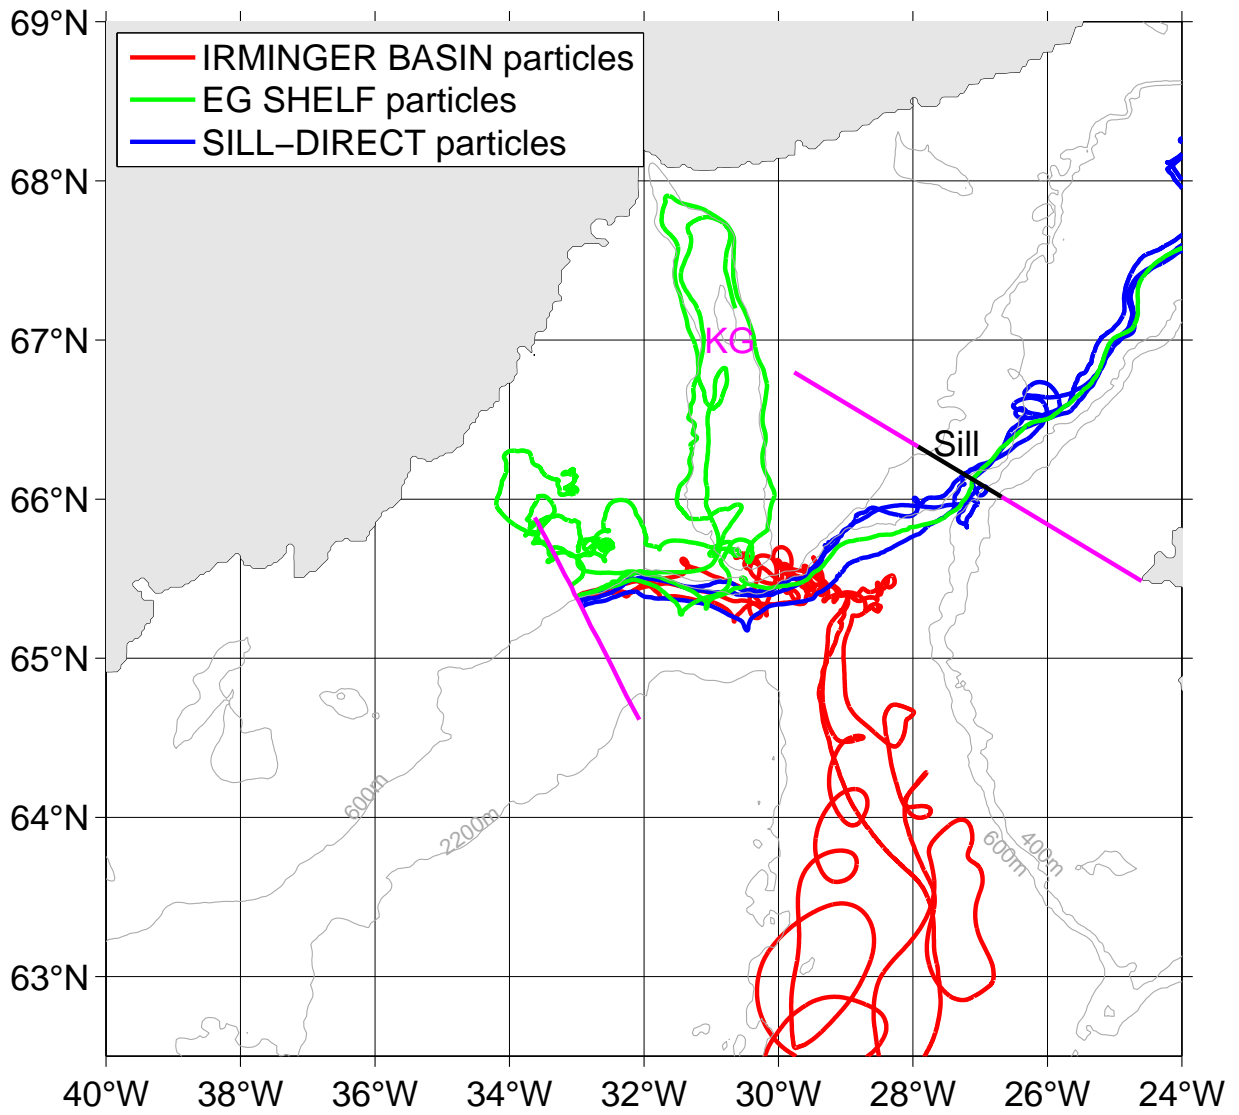 69°N
IRMINGER BASIN particles
EG SHELF particles
SILL–DIRECT particles
68°N
67°N
KG
Sill
66°N
65°N
64°N
600m
2200m
600m
400m
63°N
40°W 38°W 36°W 34°W 32°W 30°W 28°W 26°W 24°W